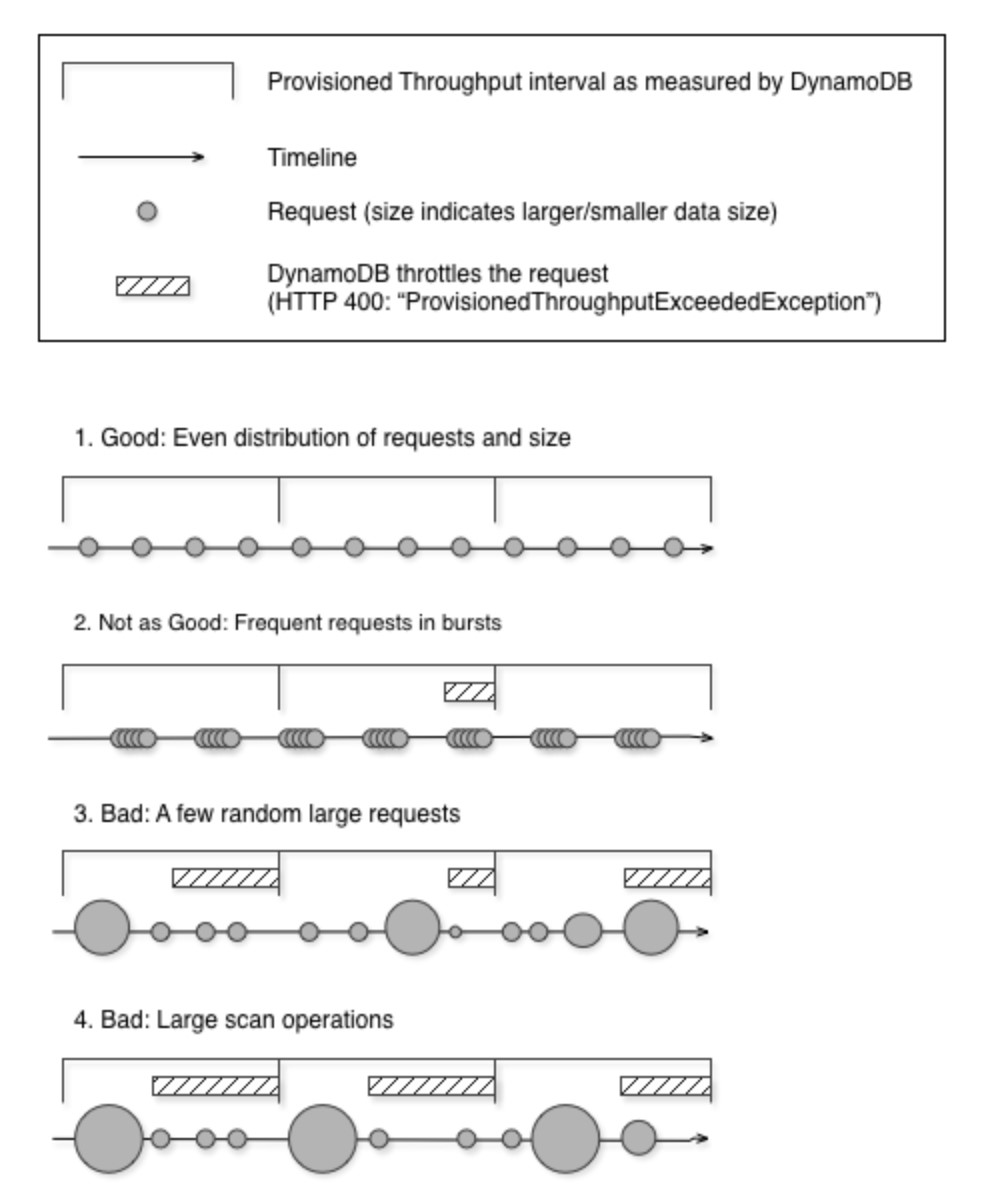 Provisioned Throughput interval as measured by DynamoDB
Timeline
Request (size indicates larger/smaller data size)
DynamoDB throttles the request
(HTTP 400: “ProvisionedThroughputExceededException”)
1. Good: Even distribution of requests and size
2. Not as Good: Frequent requests in bursts
3. Bad: A few random large requests
4. Bad: Large scan operations